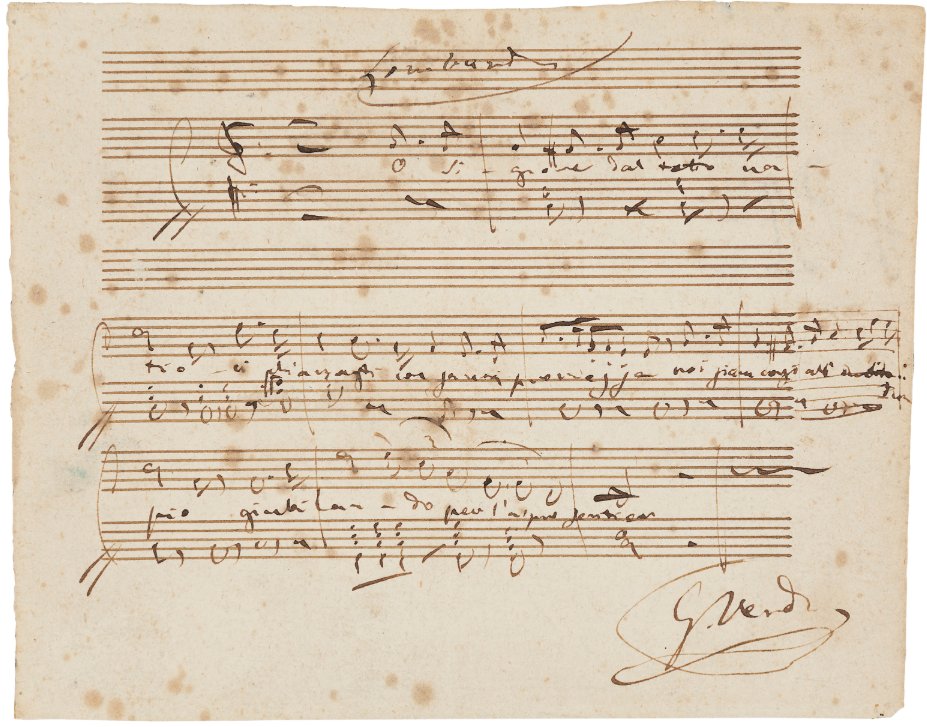 Lombardi
O Si - gnore dal tetto na -
tio ci chiamasti con santa promessa noi siam corsi all' invito d'un
pio giubilan - do per l'aspro sentier
G. Verdi